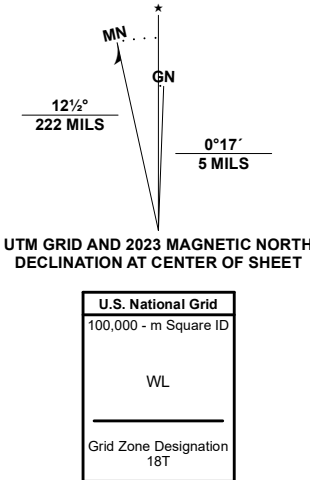 ★
MN
GN
12½°
222 MILS
0°17´
5 MILS
UTM GRID AND 2023 MAGNETIC NORTH
DECLINATION AT CENTER OF SHEET
U.S. National Grid
100,000 - m Square ID
WL
Grid Zone Designation
18T